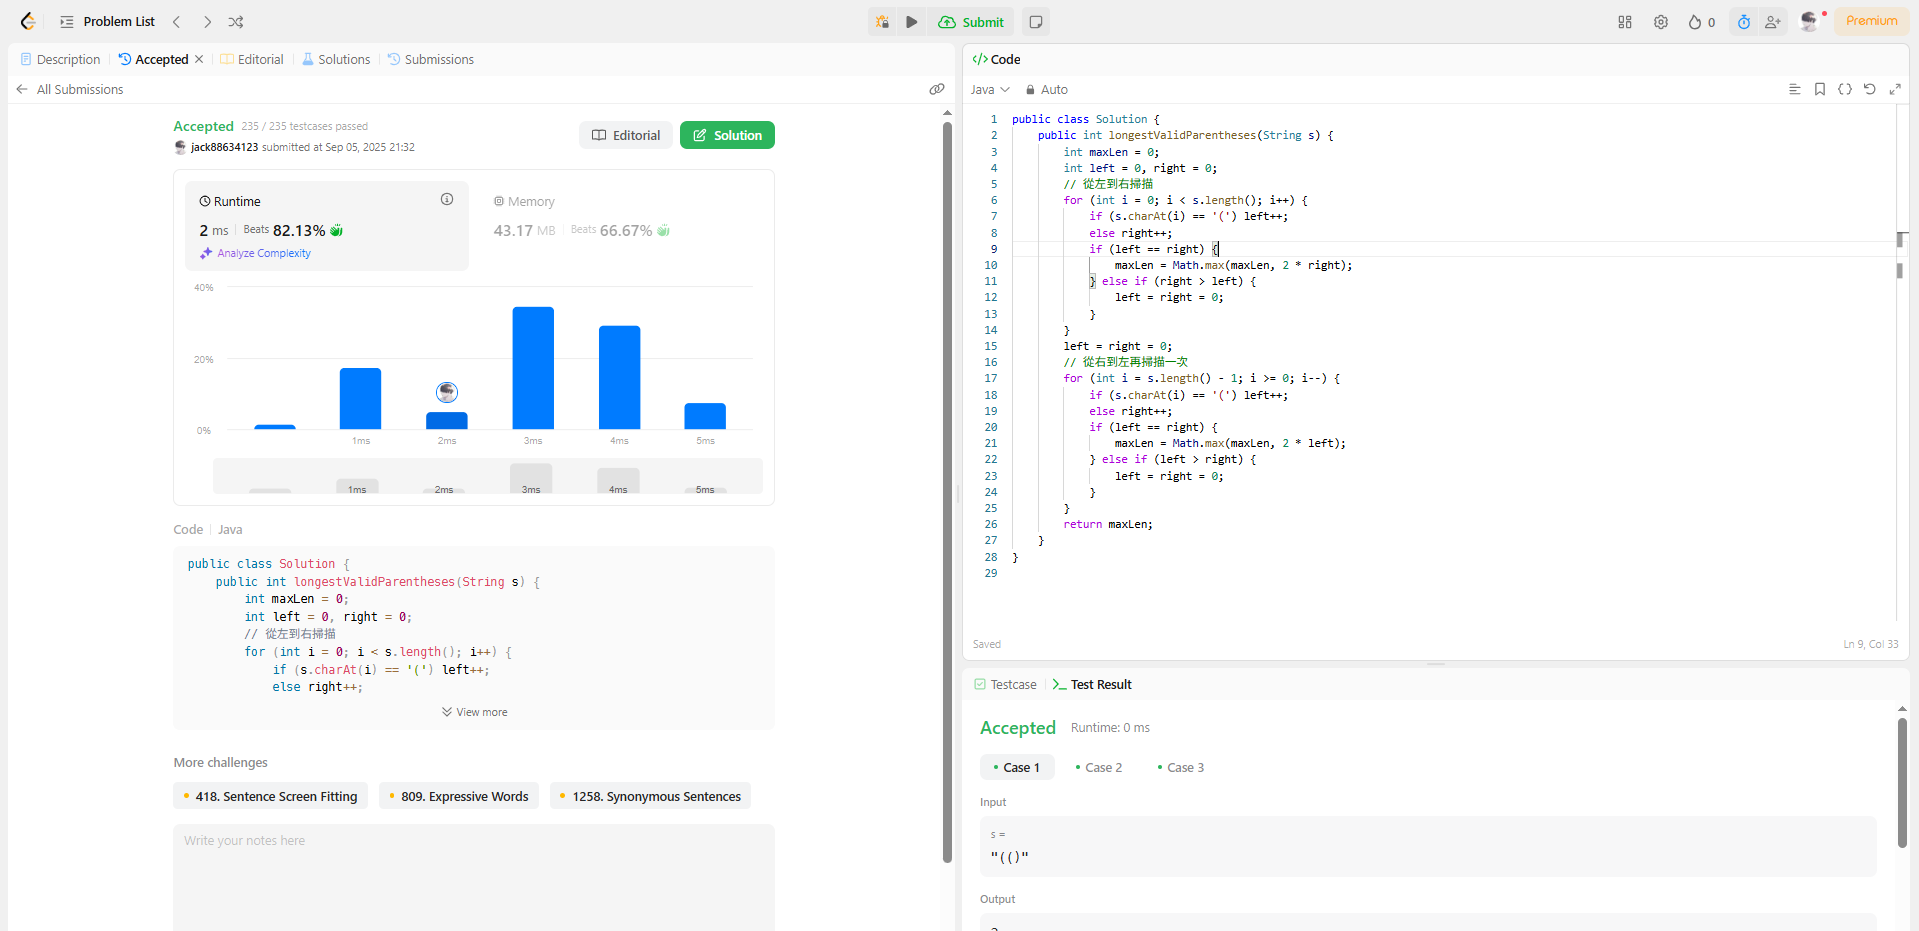 Problem List
Submit
0
Premium
Description
Accepted
Editorial
Solutions
Submissions
All Submissions
Accepted 235 / 235 testcases passed
jack88634123 submitted at Sep 05, 2025 21:32
Editorial
Solution
Runtime
2 ms Beats 82.13%
Analyze Complexity
Memory
43.17 MB Beats 66.67%
40%
20%
0%
1ms 2ms 3ms 4ms 5ms
1ms 2ms 3ms 4ms 5ms
Code Java
public class Solution {
    public int longestValidParentheses(String s) {
        int maxLen = 0;
        int left = 0, right = 0;
        // 從左到右掃描
        for (int i = 0; i < s.length(); i++) {
            if (s.charAt(i) == '(') left++;
            else right++;
View more
More challenges
418. Sentence Screen Fitting
809. Expressive Words
1258. Synonymous Sentences
Write your notes here
</> Code
Java
Auto
1 public class Solution {
2     public int longestValidParentheses(String s) {
3         int maxLen = 0;
4         int left = 0, right = 0;
5         // 從左到右掃描
6         for (int i = 0; i < s.length(); i++) {
7             if (s.charAt(i) == '(') left++;
8             else right++;
9             if (left == right) {
10                 maxLen = Math.max(maxLen, 2 * right);
11             } else if (right > left) {
12                 left = right = 0;
13             }
14         }
15         left = right = 0;
16         // 從右到左再掃描一次
17         for (int i = s.length() - 1; i >= 0; i--) {
18             if (s.charAt(i) == '(') left++;
19             else right++;
20             if (left == right) {
21                 maxLen = Math.max(maxLen, 2 * left);
22             } else if (left > right) {
23                 left = right = 0;
24             }
25         }
26         return maxLen;
27     }
28 }
29
Saved
Ln 9, Col 33
Testcase
Test Result
Accepted Runtime: 0 ms
Case 1
Case 2
Case 3
Input
s =
"(()"
Output